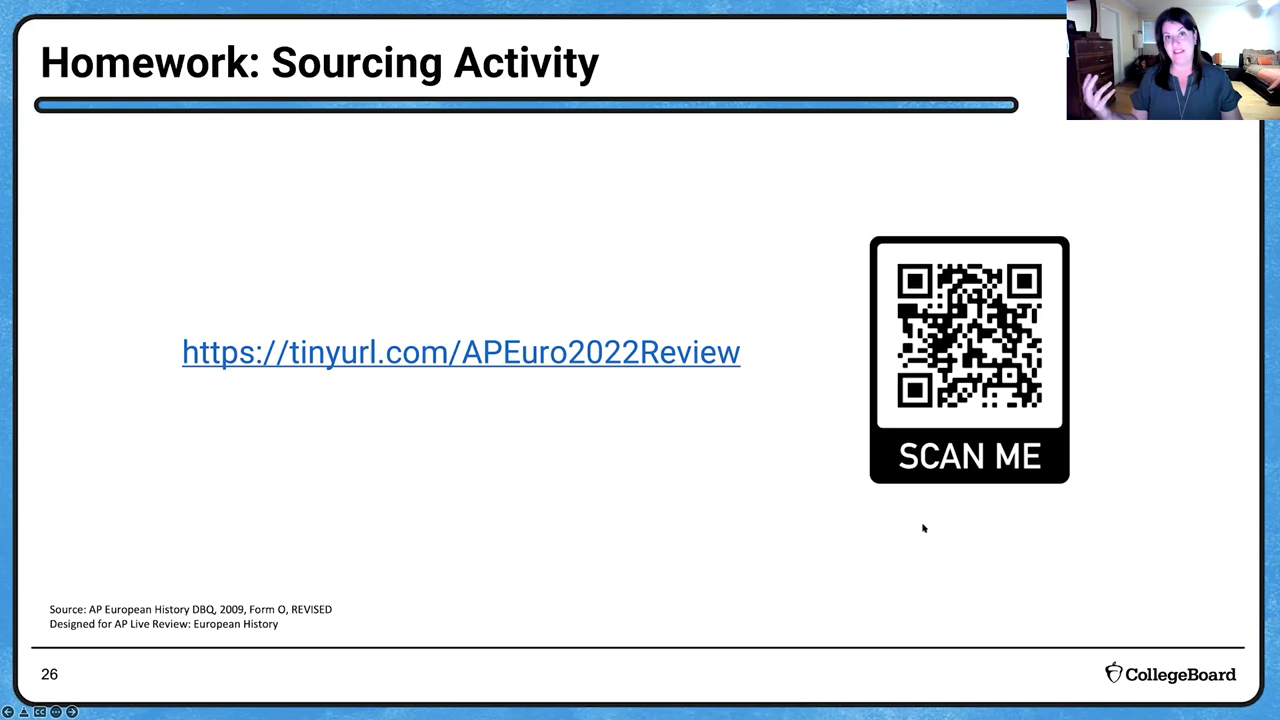 Homework: Sourcing Activity
https://tinyurl.com/APEuro2022Review
SCAN ME
Source: AP European History DBQ, 2009, Form O, REVISED
Designed for AP Live Review: European History
26
CollegeBoard
CC